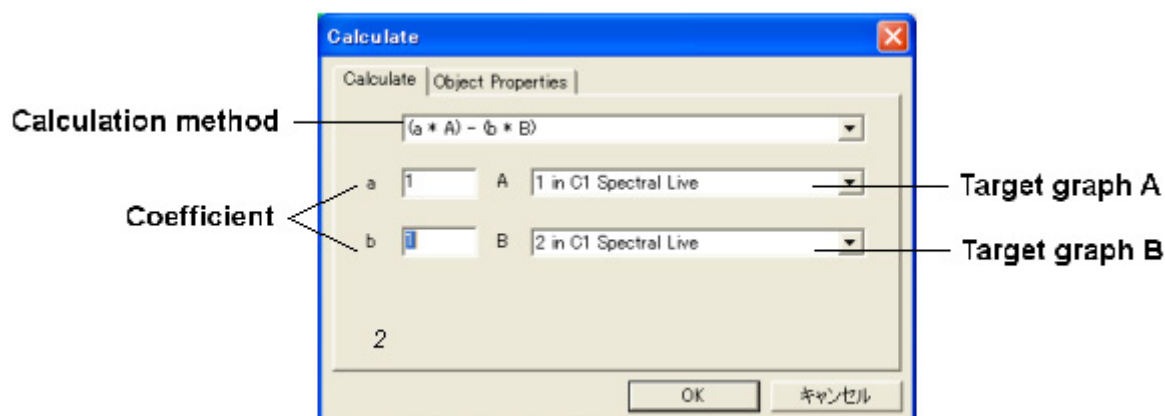 Calculate
Calculate Object Properties
Calculation method
(a * A) - (b * B)
a 1 A 1 in C1 Spectral Live
Target graph A
Coefficient
b 1 B 2 in C1 Spectral Live
Target graph B
2
OK キャンセル